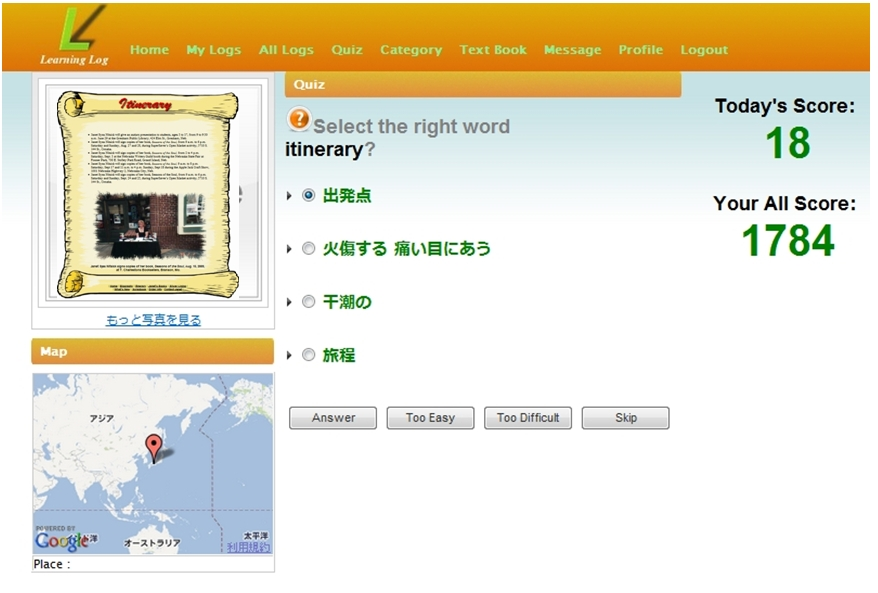 Learning Log
Home My Logs All Logs Quiz Category Text Book Message Profile Logout
Itinerary
もっと写真を見る
Map
アジア
オーストラリア
太平洋
POWERED BY
Google
利用規約
Place :
Quiz
Select the right word
itinerary?
出発点
火傷する 痛い目にあう
干潮の
旅程
Answer Too Easy Too Difficult Skip
Today's Score:
18
Your All Score:
1784